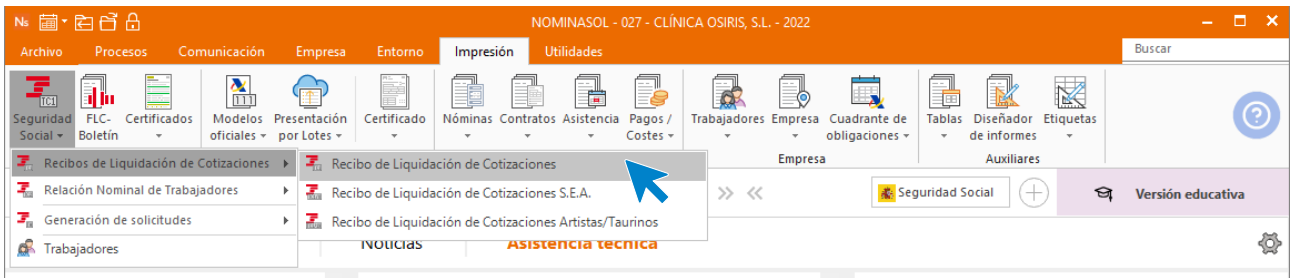 Ns
NOMINASOL - 027 - CLÍNICA OSIRIS, S.L. - 2022
Archivo Procesos Comunicación Empresa Entorno Impresión Utilidades
Buscar
TC1
111
Seguridad Social
FLC- Boletín
Certificados
Modelos oficiales
Presentación por Lotes
Certificado
Nóminas
Contratos
Asistencia
Pagos / Costes
Trabajadores
Empresa
Cuadrante de obligaciones
Tablas
Diseñador de informes
Etiquetas
?
Empresa
Auxiliares
Recibos de Liquidación de Cotizaciones
Relación Nominal de Trabajadores
Generación de solicitudes
Trabajadores
Recibo de Liquidación de Cotizaciones
Recibo de Liquidación de Cotizaciones S.E.A.
Recibo de Liquidación de Cotizaciones Artistas/Taurinos
Seguridad Social
Versión educativa
Noticias
Asistencia técnica